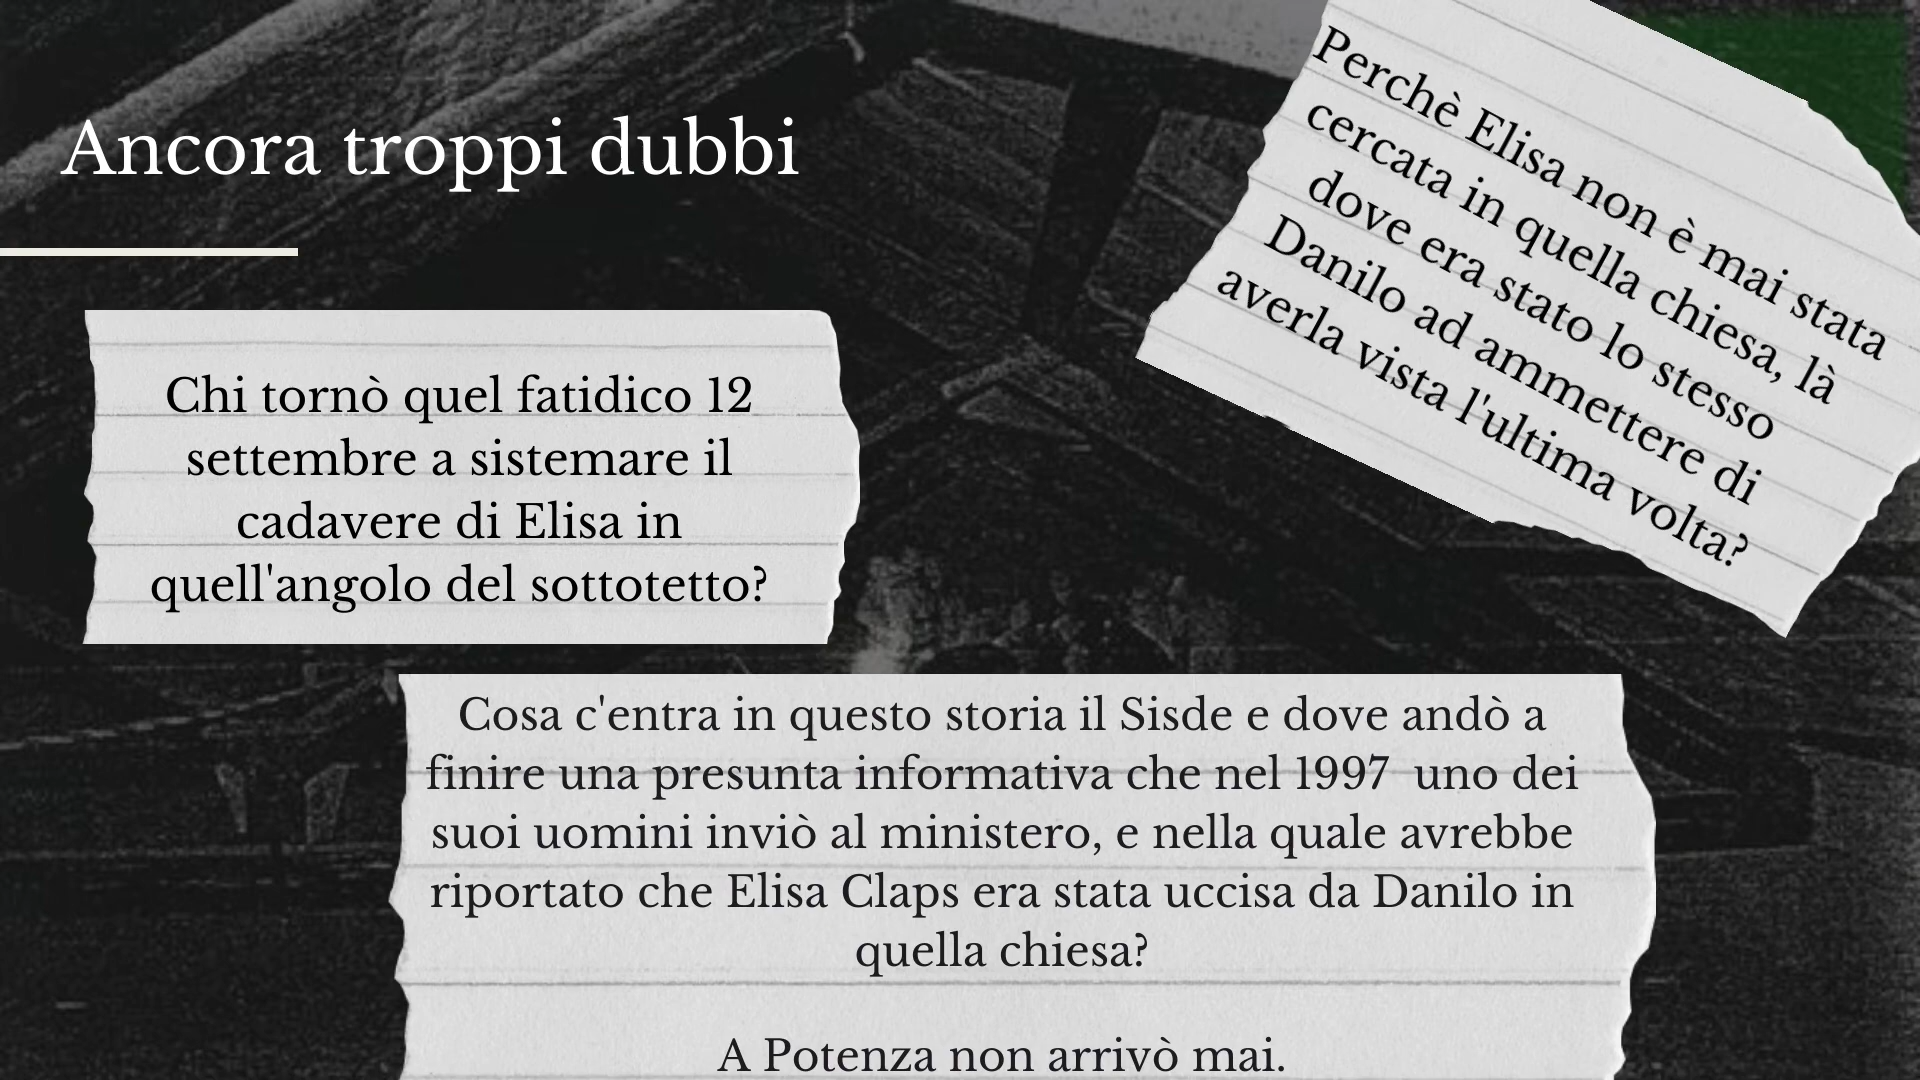 Ancora troppi dubbi
Perchè Elisa non è mai stata
cercata in quella chiesa, là
dove era stato lo stesso
Danilo ad ammettere di
averla vista l'ultima volta?
Chi tornò quel fatidico 12
settembre a sistemare il
cadavere di Elisa in
quell'angolo del sottotetto?
Cosa c'entra in questo storia il Sisde e dove andò a
finire una presunta informativa che nel 1997  uno dei
suoi uomini inviò al ministero, e nella quale avrebbe
riportato che Elisa Claps era stata uccisa da Danilo in
quella chiesa?
A Potenza non arrivò mai.